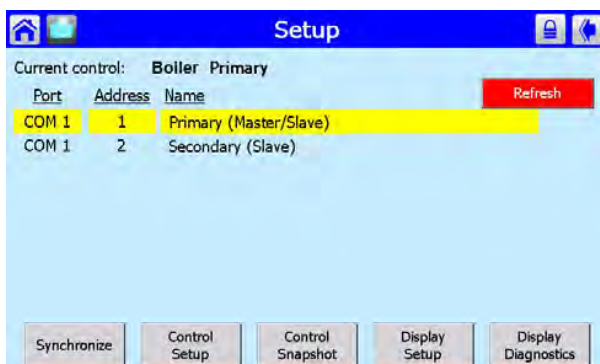 Setup
Current control: Boiler Primary
Port Address Name
Refresh
COM 1 1 Primary (Master/Slave)
COM 1 2 Secondary (Slave)
Synchronize
Control Setup
Control Snapshot
Display Setup
Display Diagnostics